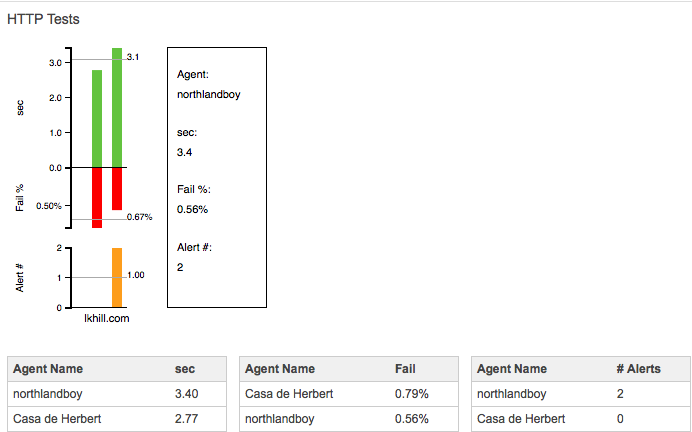 HTTP Tests
3.1
3.0
2.0
1.0
0.0
sec
Fail %
0.50%
0.67%
Alert #
2
1
0
1.00
lkhill.com
Agent:
northlandboy
sec:
3.4
Fail %:
0.56%
Alert #:
2
Agent Name sec
northlandboy 3.40
Casa de Herbert 2.77
Agent Name Fail
Casa de Herbert 0.79%
northlandboy 0.56%
Agent Name # Alerts
northlandboy 2
Casa de Herbert 0